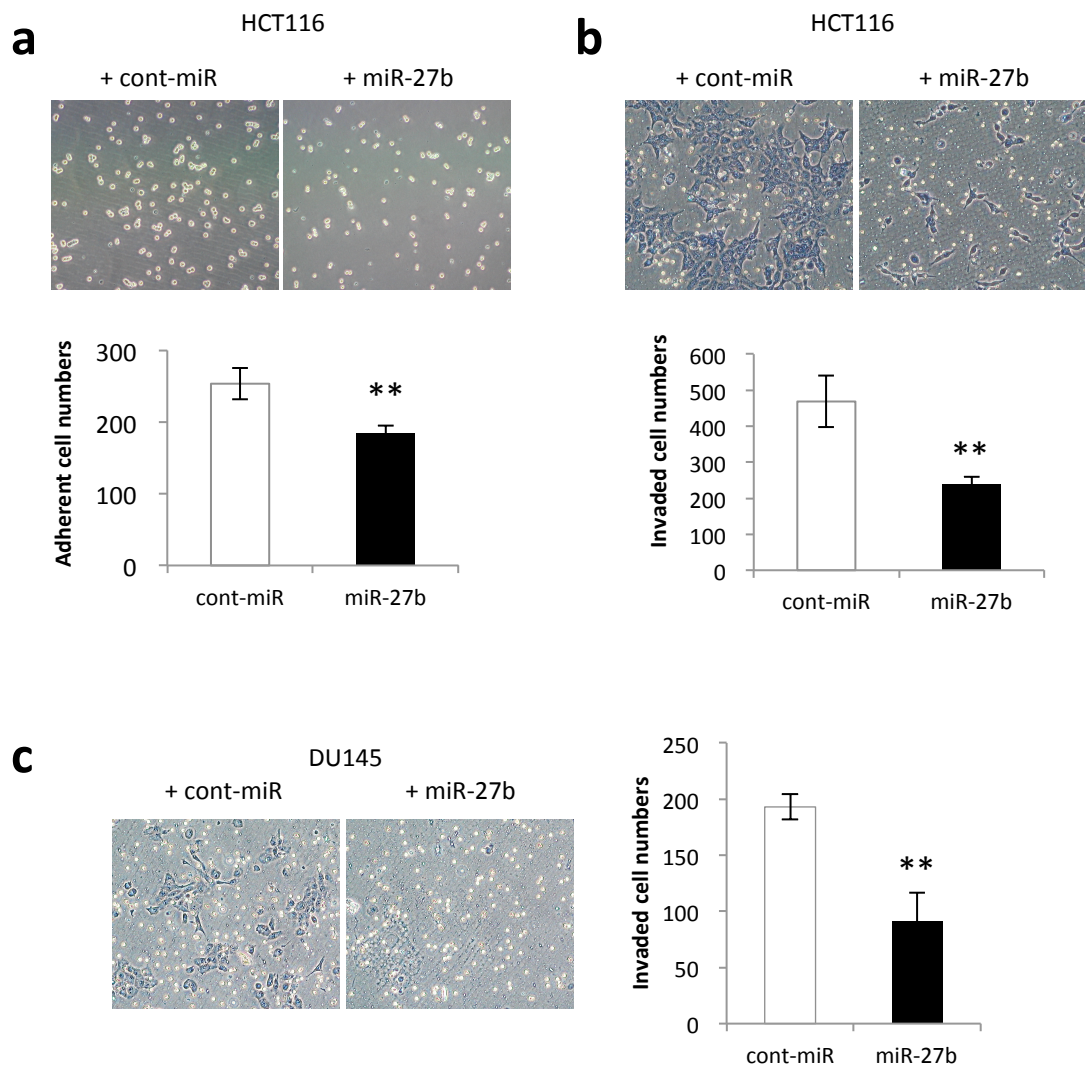 a
HCT116
+ cont-miR
+ miR-27b
Adherent cell numbers
300
200
100
0
**
cont-miR
miR-27b
b
HCT116
+ cont-miR
+ miR-27b
Invaded cell numbers
600
500
400
300
200
100
0
**
cont-miR
miR-27b
c
DU145
+ cont-miR
+ miR-27b
Invaded cell numbers
250
200
150
100
50
0
**
cont-miR
miR-27b